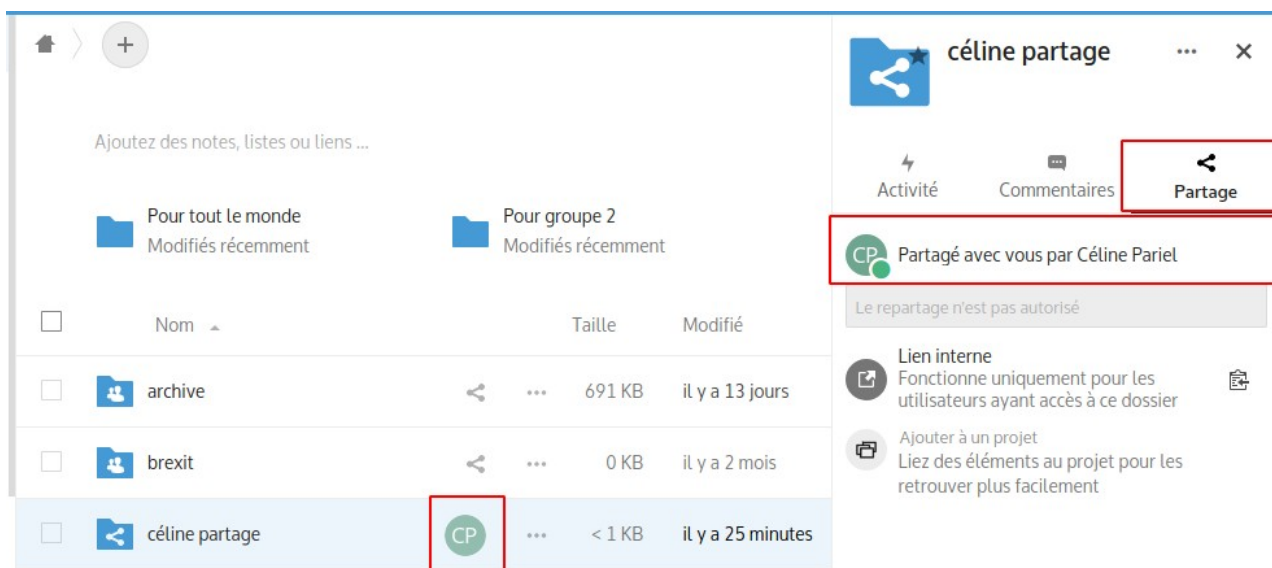 Ajoutez des notes, listes ou liens ...
Pour tout le monde
Modifiés récemment
Pour groupe 2
Modifiés récemment
Nom Taille Modifié
archive 691 KB il y a 13 jours
brexit 0 KB il y a 2 mois
céline partage CP < 1 KB il y a 25 minutes
céline partage
Activité Commentaires Partage
CP Partagé avec vous par Céline Pariel
Le repartage n'est pas autorisé
Lien interne
Fonctionne uniquement pour les
utilisateurs ayant accès à ce dossier
Ajouter à un projet
Liez des éléments au projet pour les
retrouver plus facilement